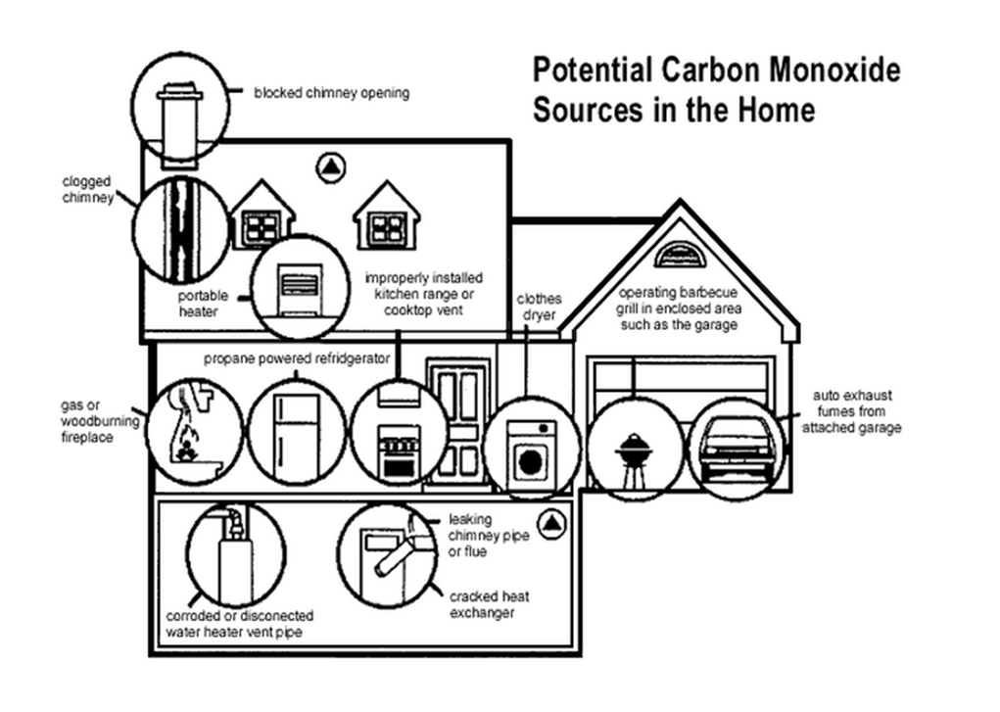 Potential Carbon Monoxide
Sources in the Home
blocked chimney opening
clogged
chimney
portable
heater
improperly installed
kitchen range or
cooktop vent
clothes
dryer
operating barbecue
grill in enclosed area
such as the garage
propane powered refridgerator
gas or
woodburning
fireplace
auto exhaust
fumes from
attached garage
leaking
chimney pipe
or flue
cracked heat
exchanger
corroded or disconected
water heater vent pipe